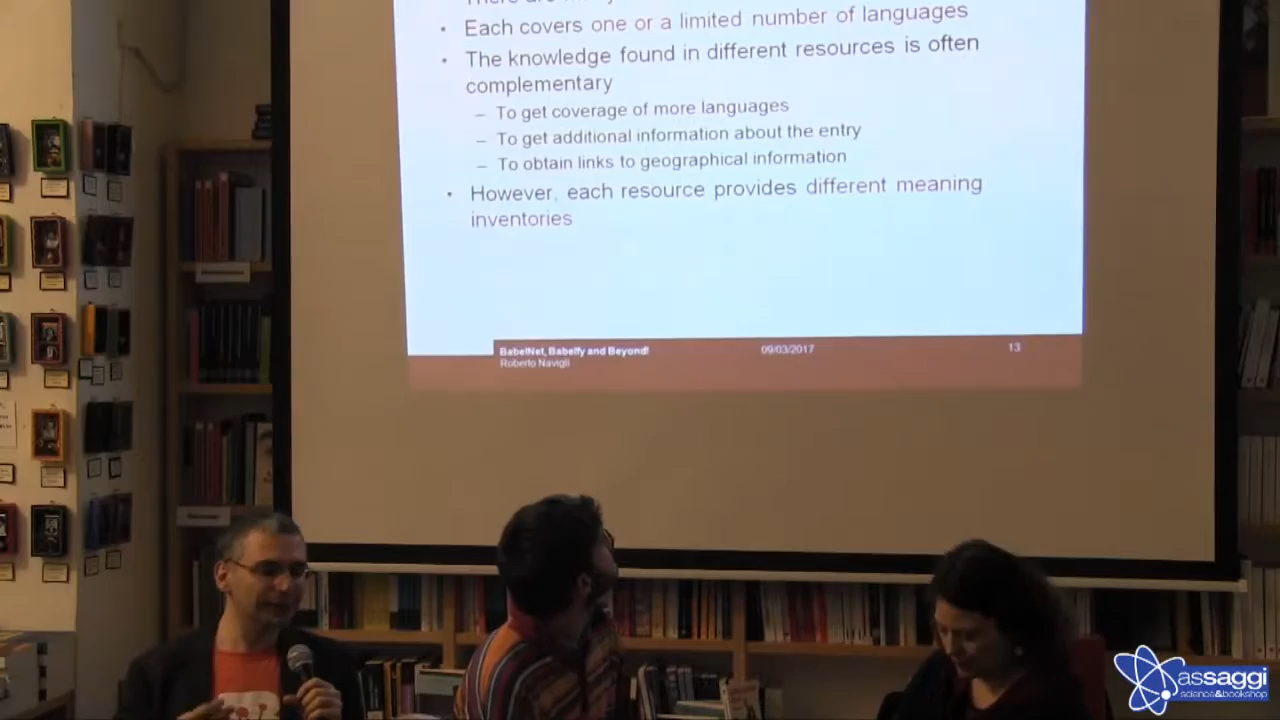 There are
• Each covers one or a limited number of languages
• The knowledge found in different resources is often
complementary
– To get coverage of more languages
– To get additional information about the entry
– To obtain links to geographical information
• However, each resource provides different meaning
inventories
BabelNet, Babelfy and Beyond! 09/03/2017 13
Roberto Navigli
assaggi
science&bookshop